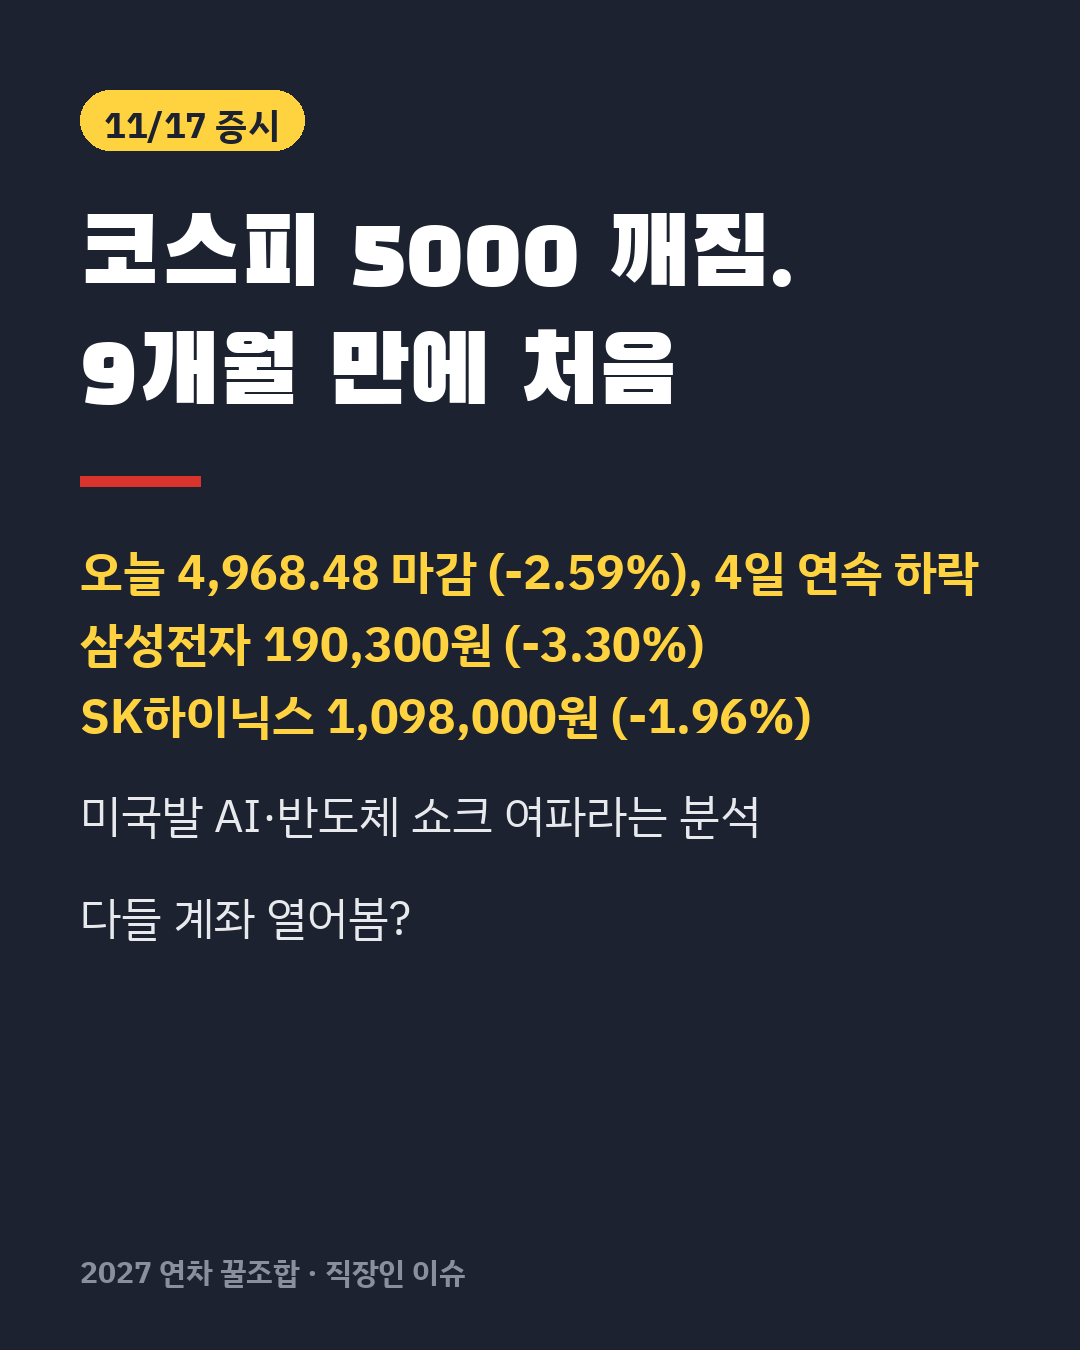 11/17 증시
코스피 5000 깨짐.
9개월 만에 처음
오늘 4,968.48 마감 (-2.59%), 4일 연속 하락
삼성전자 190,300원 (-3.30%)
SK하이닉스 1,098,000원 (-1.96%)
미국발 AI·반도체 쇼크 여파라는 분석
다들 계좌 열어봄?
2027 연차 꿀조합 · 직장인 이슈